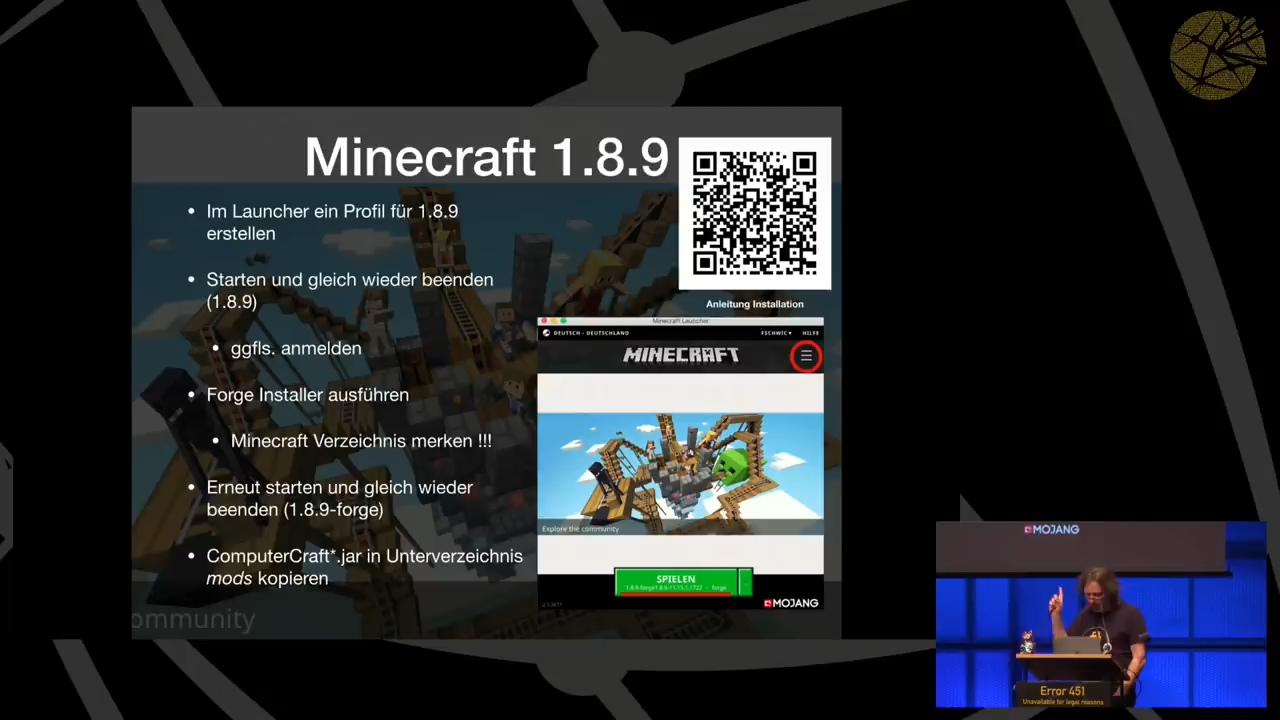 Minecraft 1.8.9
• Im Launcher ein Profil für 1.8.9
erstellen
• Starten und gleich wieder beenden
(1.8.9)
• ggfls. anmelden
• Forge Installer ausführen
• Minecraft Verzeichnis merken !!!
• Erneut starten und gleich wieder
beenden (1.8.9-forge)
• ComputerCraft*.jar in Unterverzeichnis
mods kopieren
ommunity
Anleitung Installation
Minecraft Launcher
DEUTSCH - DEUTSCHLAND
FSCHWIC HILFE
MINECRAFT
Explore the community
SPIELEN
MOJANG
MOJANG
Error 451
Unavailable for legal reasons